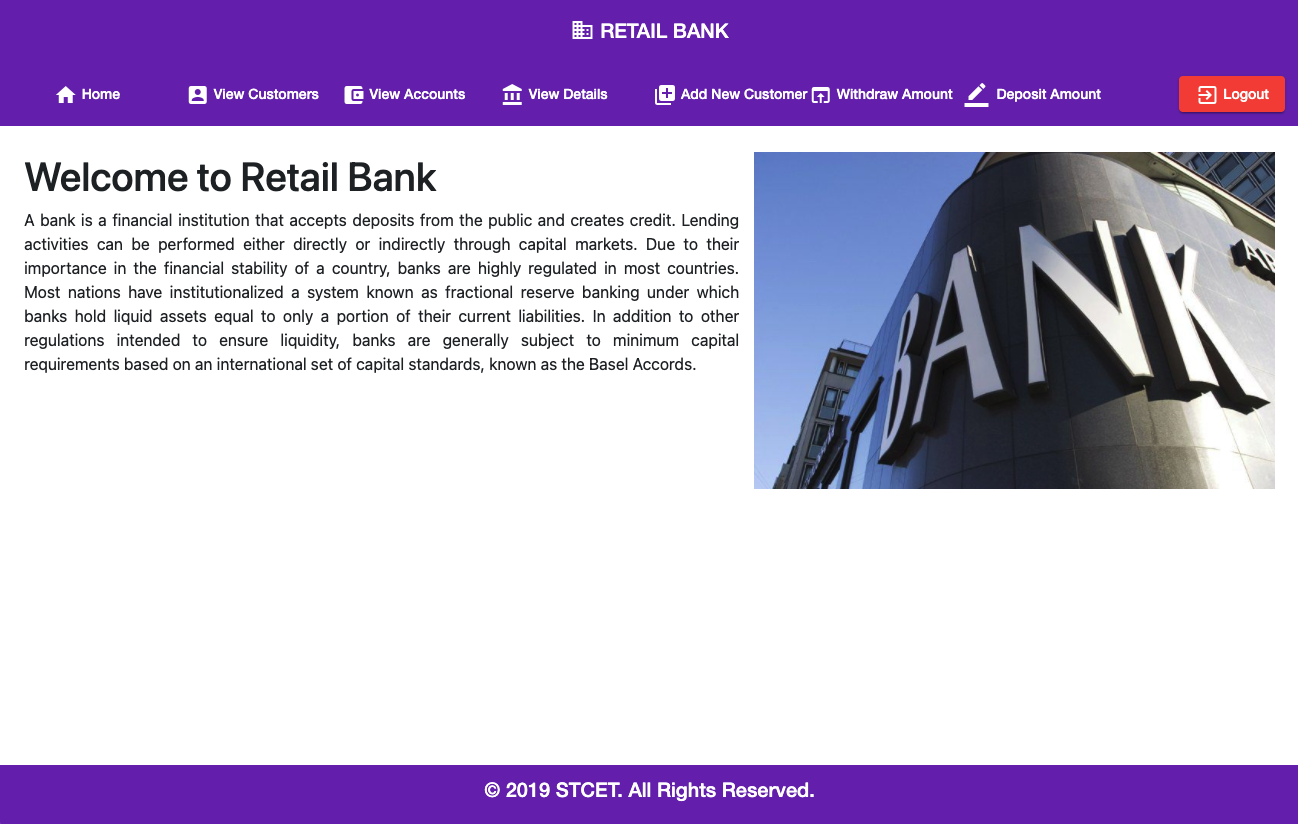 RETAIL BANK
Home View Customers View Accounts View Details Add New Customer Withdraw Amount Deposit Amount Logout
Welcome to Retail Bank
A bank is a financial institution that accepts deposits from the public and creates credit. Lending
activities can be performed either directly or indirectly through capital markets. Due to their
importance in the financial stability of a country, banks are highly regulated in most countries.
Most nations have institutionalized a system known as fractional reserve banking under which
banks hold liquid assets equal to only a portion of their current liabilities. In addition to other
regulations intended to ensure liquidity, banks are generally subject to minimum capital
requirements based on an international set of capital standards, known as the Basel Accords.
BANK
© 2019 STCET. All Rights Reserved.